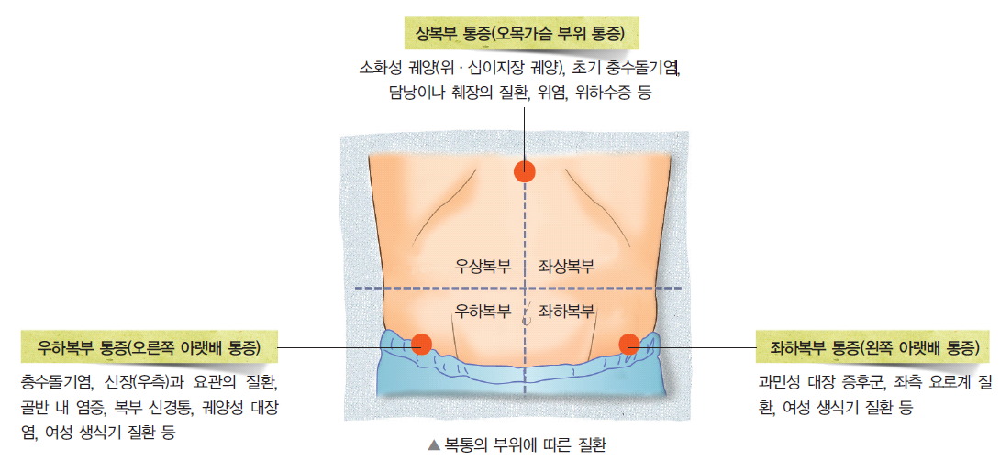 상복부 통증(오목가슴 부위 통증)
소화성 궤양(위 · 십이지장 궤양), 초기 충수돌기염,
담낭이나 췌장의 질환, 위염, 위하수증 등
우상복부
좌상복부
우하복부
좌하복부
우하복부 통증(오른쪽 아랫배 통증)
충수돌기염, 신장(우측)과 요관의 질환,
골반 내 염증, 복부 신경통, 궤양성 대장
염, 여성 생식기 질환 등
좌하복부 통증(왼쪽 아랫배 통증)
과민성 대장 증후군, 좌측 요로계 질
환, 여성 생식기 질환 등
▲ 복통의 부위에 따른 질환